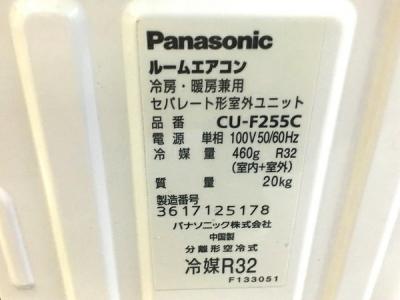 Panasonic
ルームエアコン
冷房・暖房兼用
セパレート形室外ユニット
品番 CU-F255C
電源 単相 100V 50/60Hz
冷媒量 460g R32
(室内+室外)
質量 20kg
製造番号
3617125178
パナソニック株式会社
中国製
分離形空冷式
冷媒R32
F133051